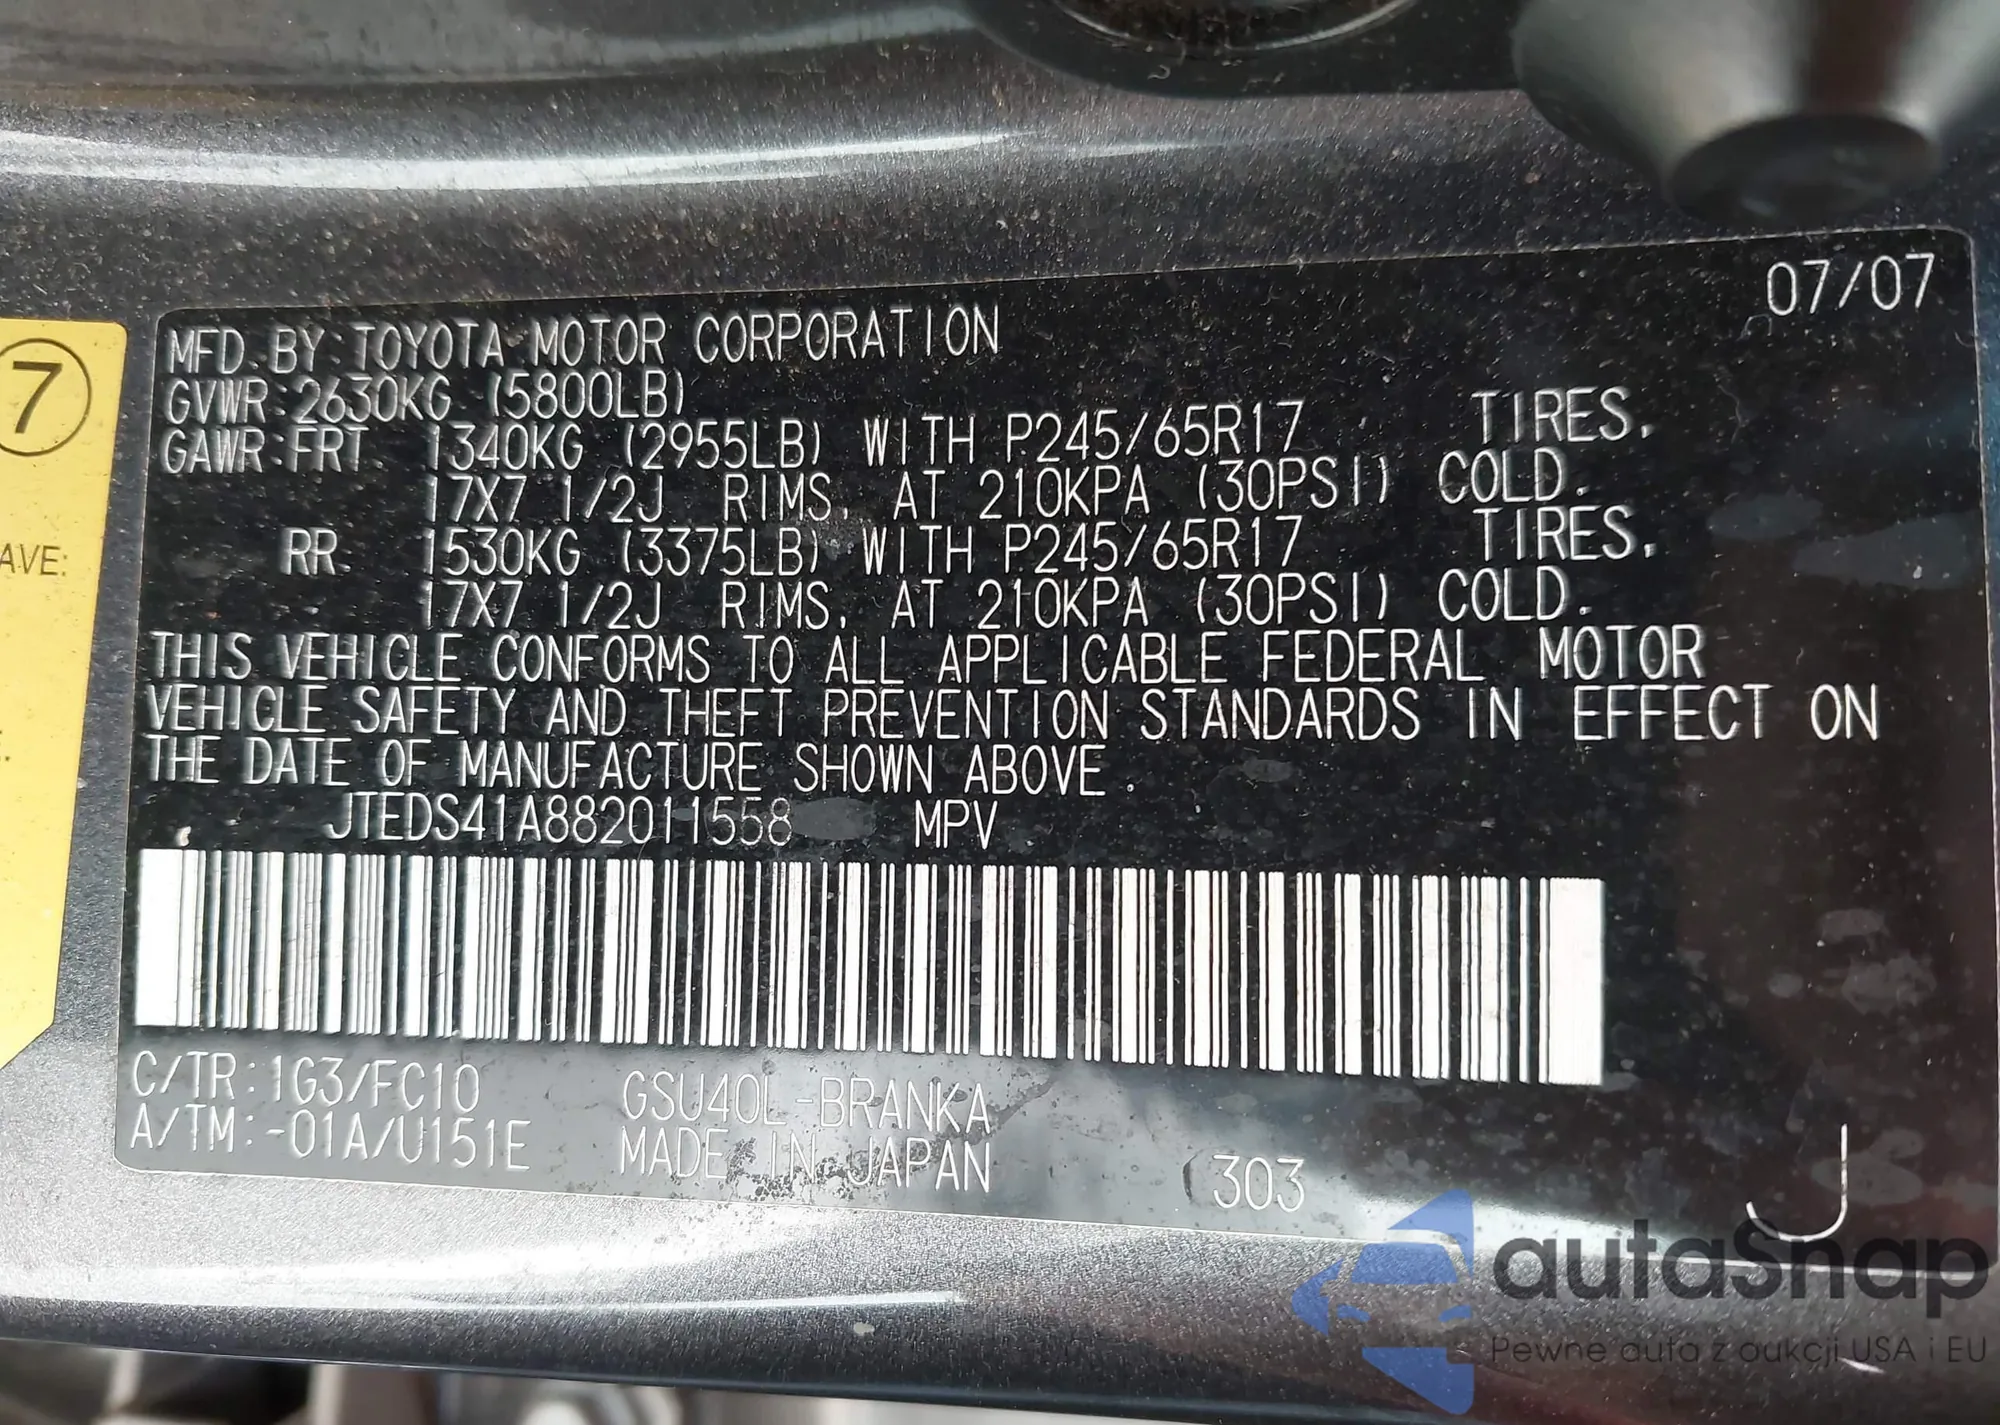 07/07
MFD. BY: TOYOTA MOTOR CORPORATION
GVWR: 2630KG (5800LB)
GAWR: FRT. 1340KG (2955LB) WITH P245/65R17 TIRES,
17X7 1/2J RIMS, AT 210KPA (30PSI) COLD.
RR. 1530KG (3375LB) WITH P245/65R17 TIRES,
17X7 1/2J RIMS, AT 210KPA (30PSI) COLD.
THIS VEHICLE CONFORMS TO ALL APPLICABLE FEDERAL MOTOR
VEHICLE SAFETY AND THEFT PREVENTION STANDARDS IN EFFECT ON
THE DATE OF MANUFACTURE SHOWN ABOVE.
JTEDS41A882011558 MPV
C/TR: 1G3/FC10 GSU40L-BRANKA
A/TM: -01A/U151E MADE IN JAPAN 303
J
7
AVE:
autaSnap
Pewne auta z aukcji USA i EU